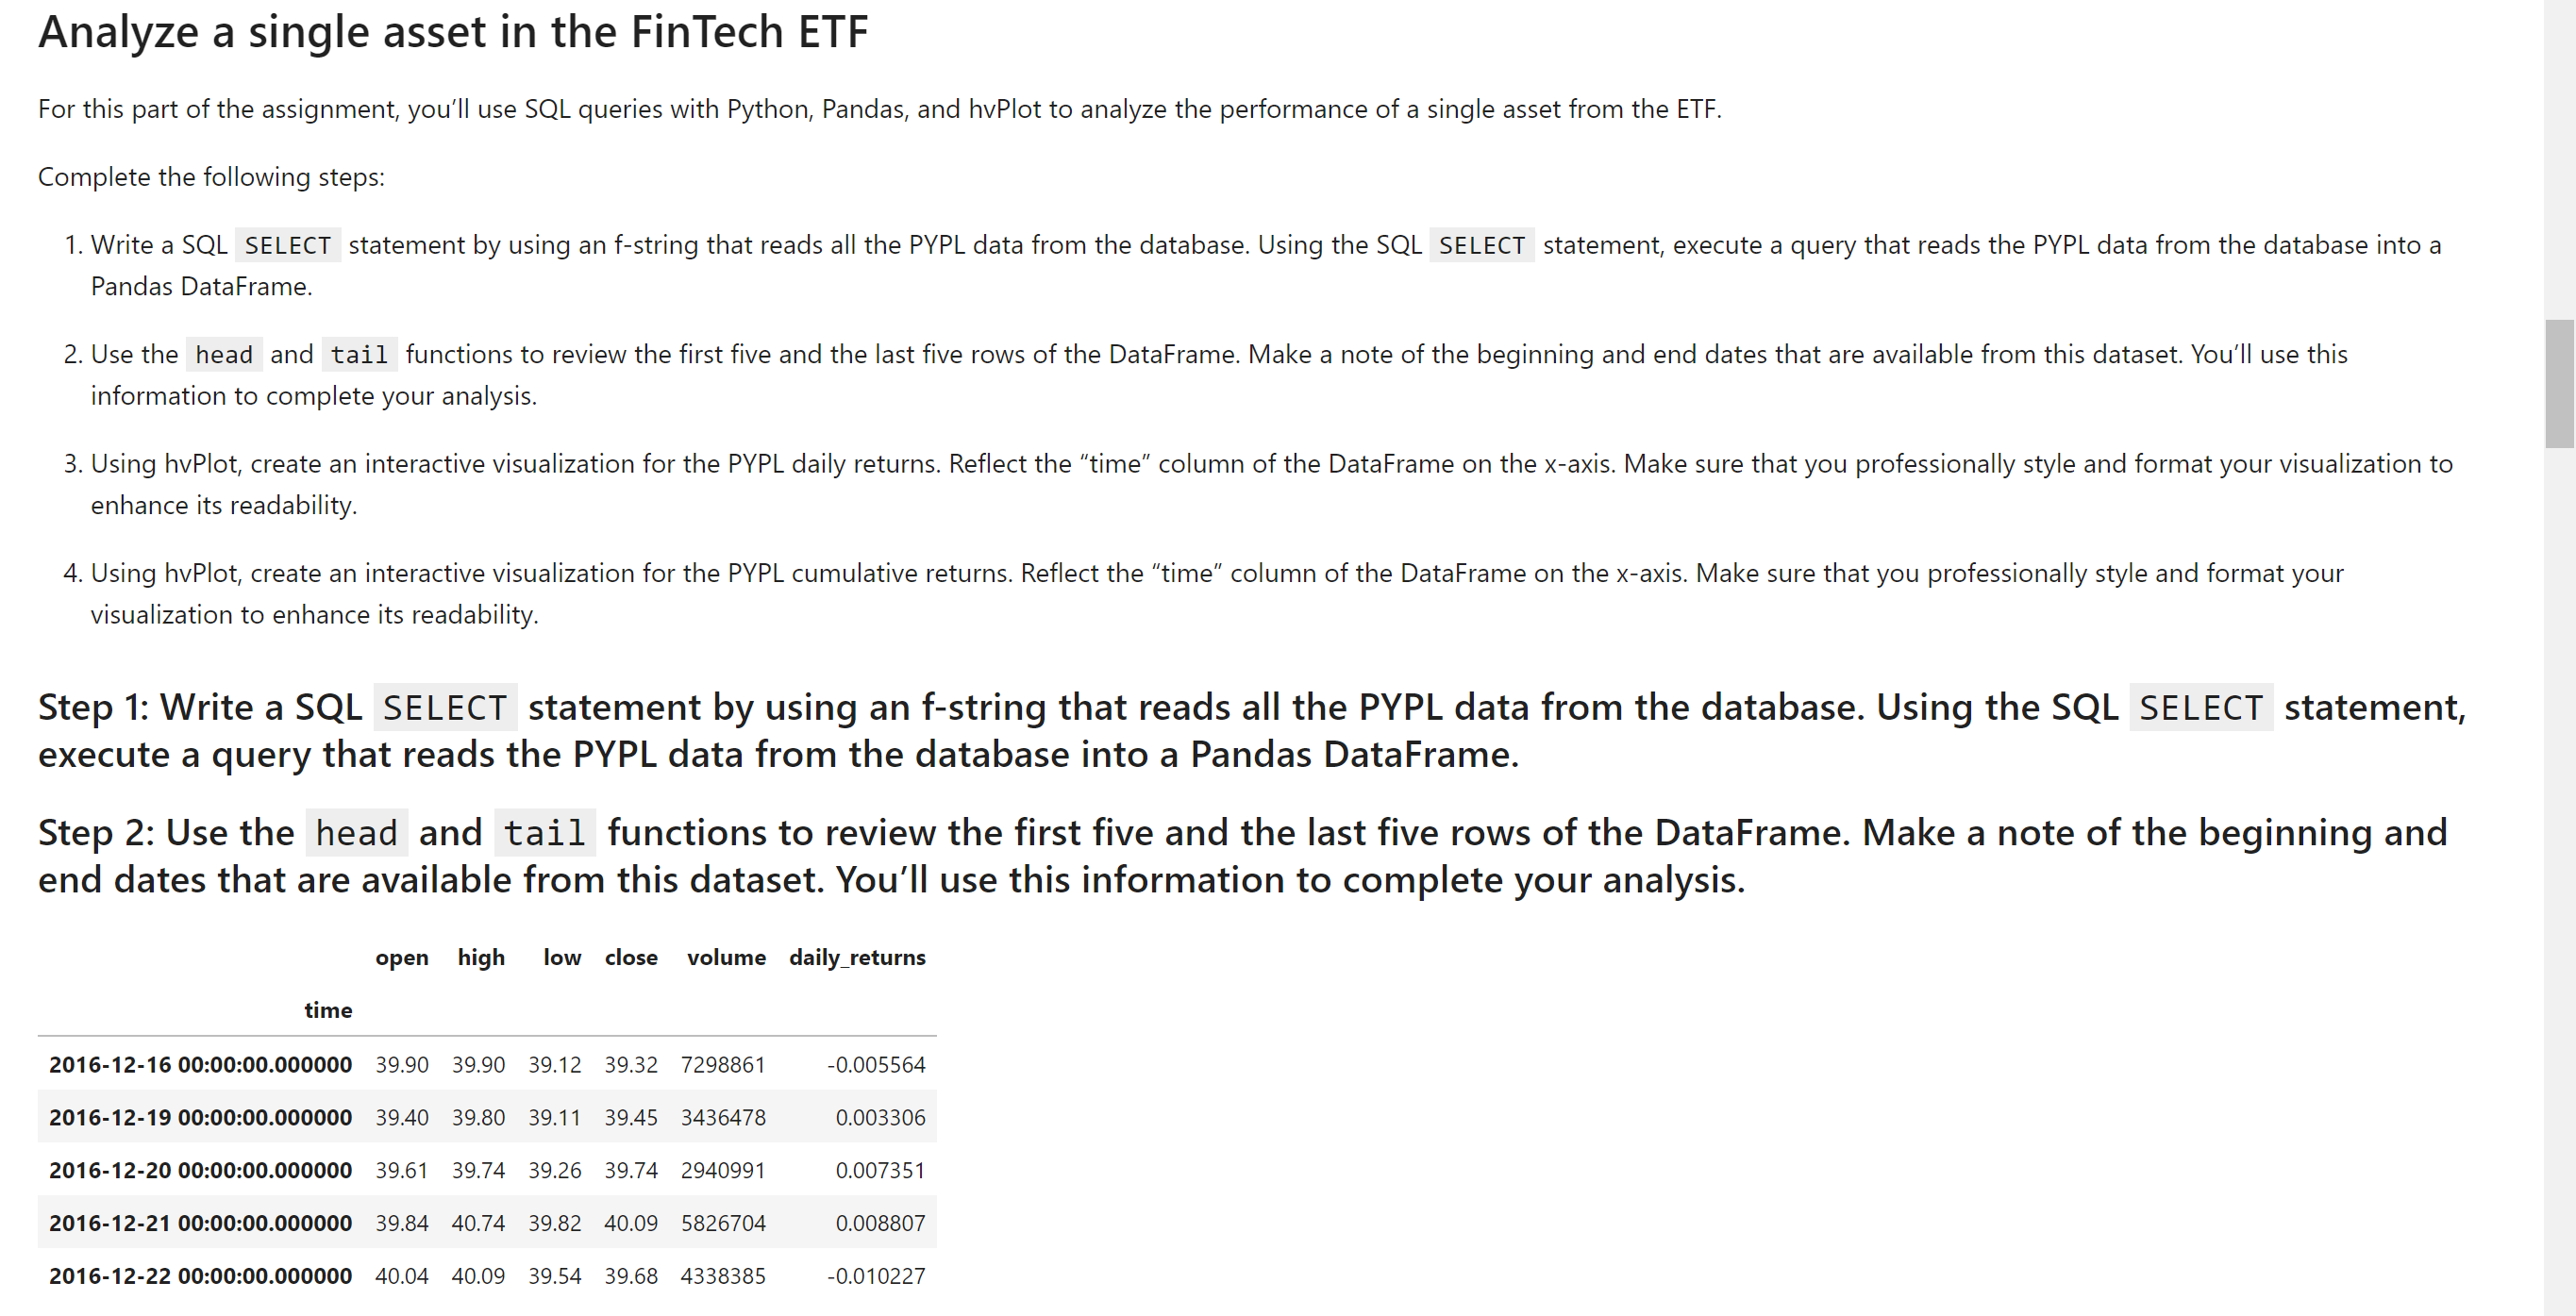 Analyze a single asset in the FinTech ETF
For this part of the assignment, you’ll use SQL queries with Python, Pandas, and hvPlot to analyze the performance of a single asset from the ETF.
Complete the following steps:
1. Write a SQL SELECT statement by using an f-string that reads all the PYPL data from the database. Using the SQL SELECT statement, execute a query that reads the PYPL data from the database into a
Pandas DataFrame.
2. Use the head and tail functions to review the first five and the last five rows of the DataFrame. Make a note of the beginning and end dates that are available from this dataset. You’ll use this
information to complete your analysis.
3. Using hvPlot, create an interactive visualization for the PYPL daily returns. Reflect the “time” column of the DataFrame on the x-axis. Make sure that you professionally style and format your visualization to
enhance its readability.
4. Using hvPlot, create an interactive visualization for the PYPL cumulative returns. Reflect the “time” column of the DataFrame on the x-axis. Make sure that you professionally style and format your
visualization to enhance its readability.
Step 1: Write a SQL SELECT statement by using an f-string that reads all the PYPL data from the database. Using the SQL SELECT statement,
execute a query that reads the PYPL data from the database into a Pandas DataFrame.
Step 2: Use the head and tail functions to review the first five and the last five rows of the DataFrame. Make a note of the beginning and
end dates that are available from this dataset. You’ll use this information to complete your analysis.
open high low close volume daily_returns
time
2016-12-16 00:00:00.000000 39.90 39.90 39.12 39.32 7298861 -0.005564
2016-12-19 00:00:00.000000 39.40 39.80 39.11 39.45 3436478 0.003306
2016-12-20 00:00:00.000000 39.61 39.74 39.26 39.74 2940991 0.007351
2016-12-21 00:00:00.000000 39.84 40.74 39.82 40.09 5826704 0.008807
2016-12-22 00:00:00.000000 40.04 40.09 39.54 39.68 4338385 -0.010227